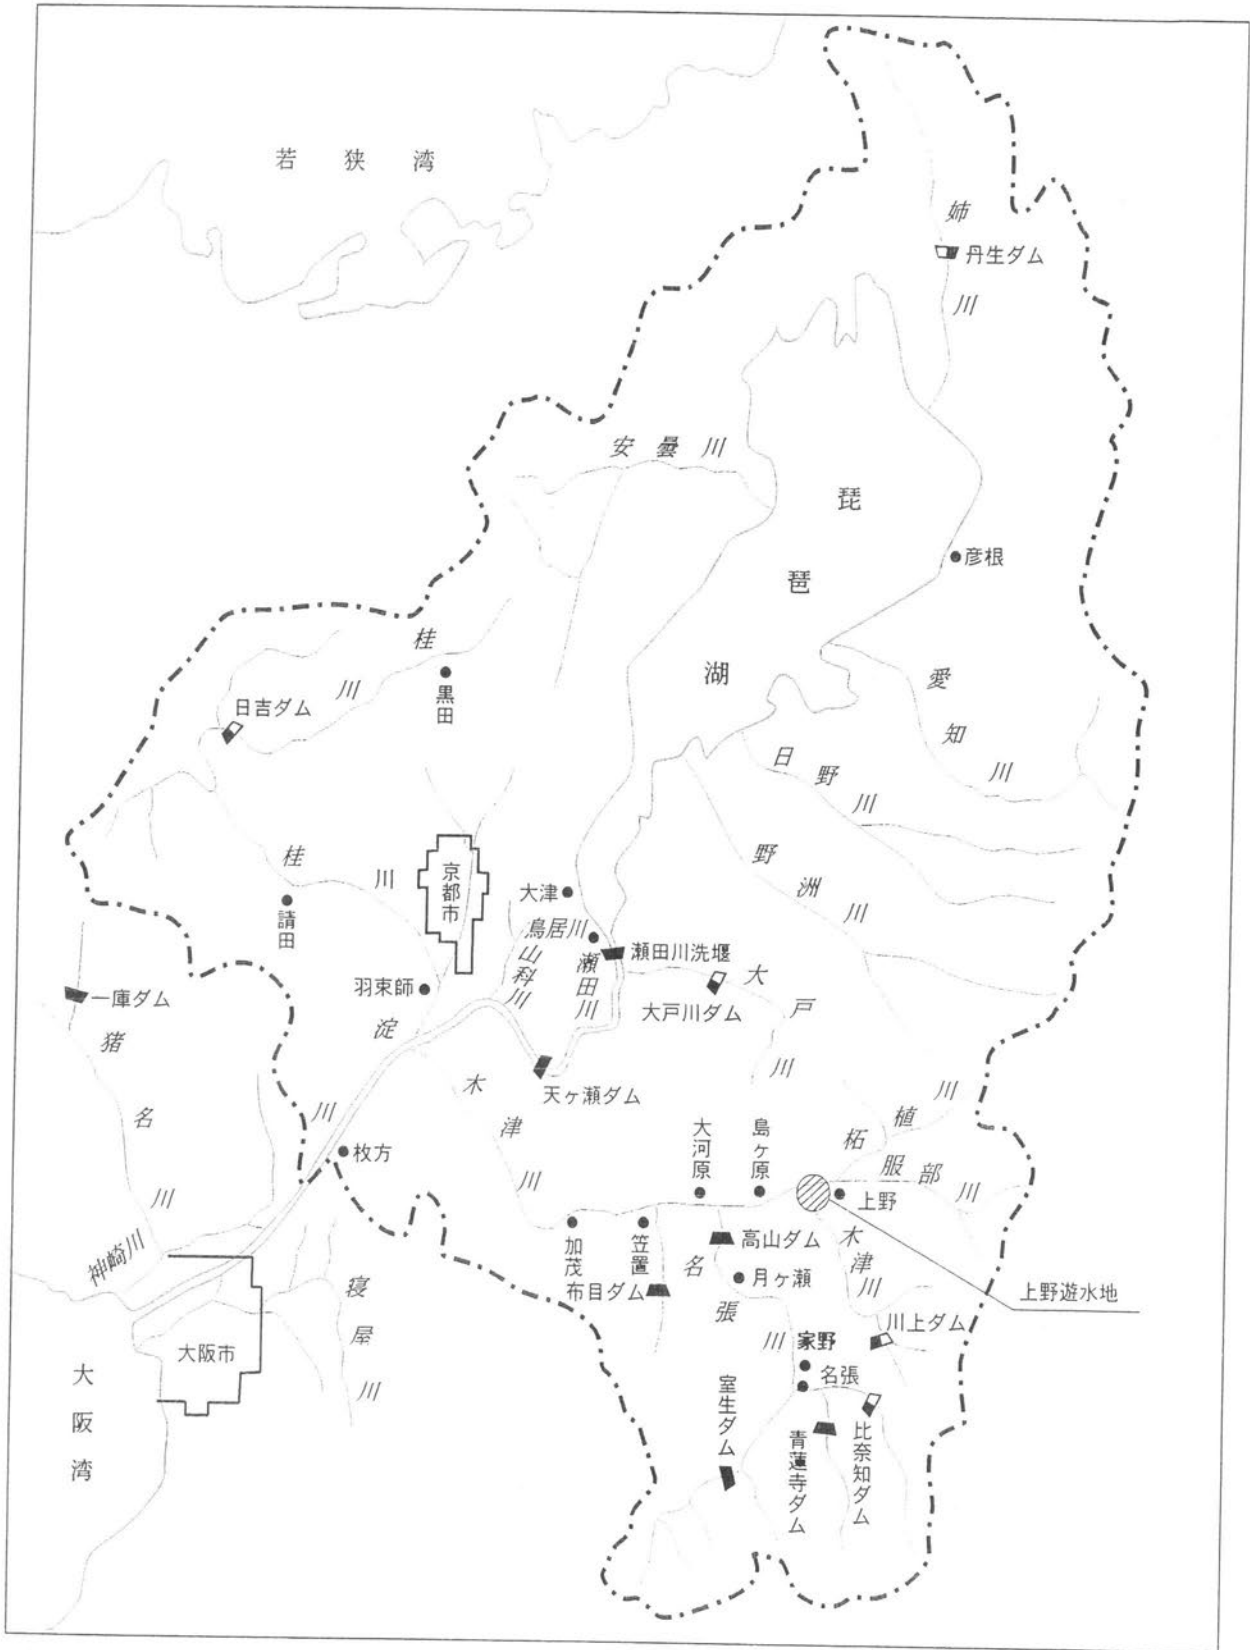 若狭湾
姉川
丹生ダム
安曇川
琵琶湖
彦根
桂川
黒田
日吉ダム
愛知川
日野川
野洲川
桂川
請田
京都市
大津
鳥居川
山科川
瀬田川
瀬田川洗堰
大戸川
大戸川ダム
羽束師
一庫ダム
猪名川
淀川
天ヶ瀬ダム
木津川
枚方
大河原
島ヶ原
柘植川
服部川
上野
加茂
笠置
高山ダム
木津川
神崎川
布目ダム
名張川
月ヶ瀬
上野遊水地
寝屋川
川上ダム
大阪市
家野
名張
大阪湾
室生ダム
青蓮寺ダム
比奈知ダム